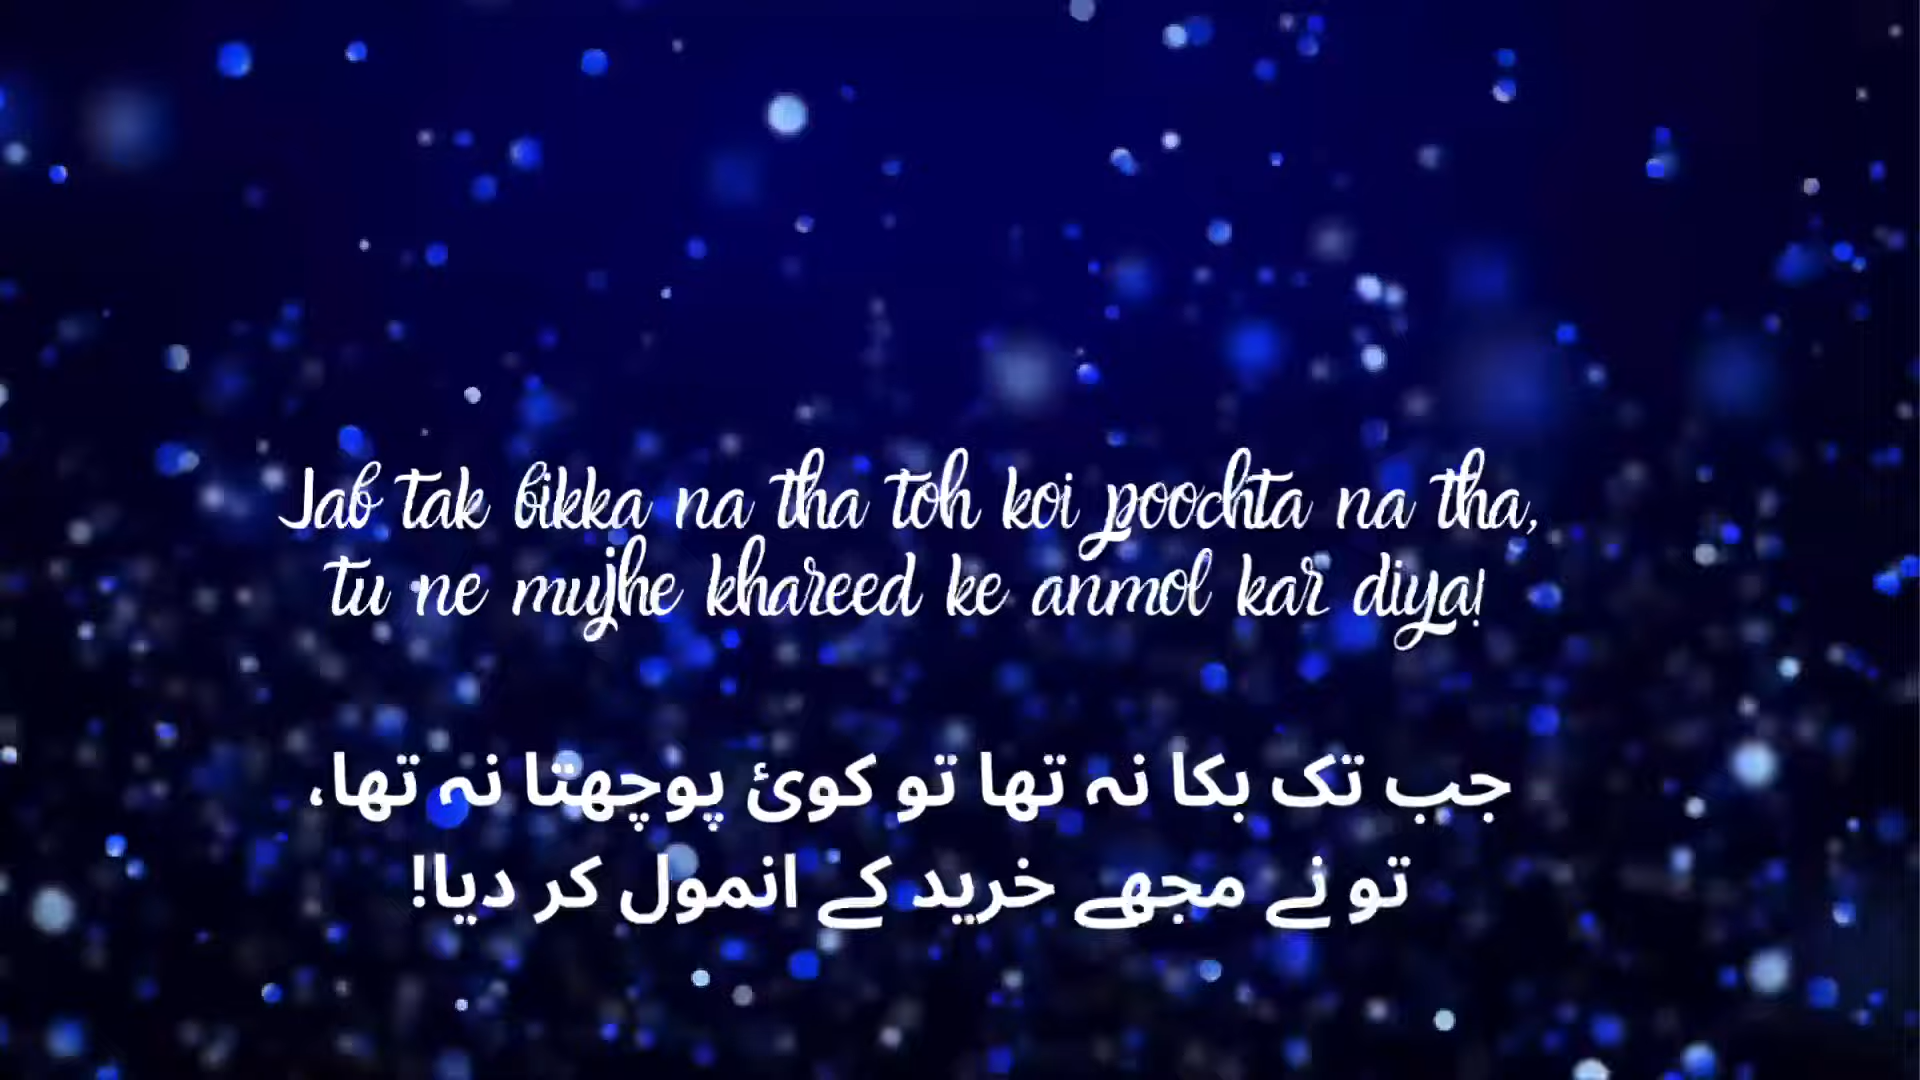 Jab tak bikka na tha toh koi poochta na tha,
tu ne mujhe khareed ke anmol kar diya!
جب تک بکا نہ تھا تو کوئ پوچھتا نہ تھا،
تو نے مجھے خرید کے انمول کر دیا!